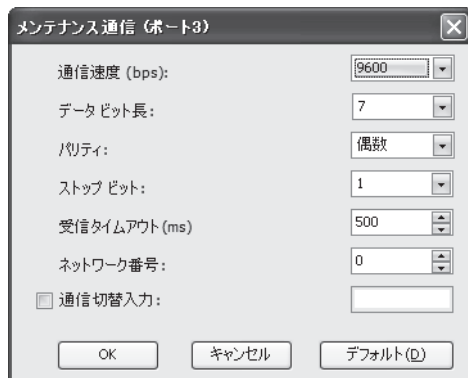 メンテナンス通信 (ポート3)
通信速度 (bps): 9600
データ ビット長: 7
パリティ: 偶数
ストップ ビット: 1
受信タイムアウト(ms) 500
ネットワーク番号: 0
通信切替入力:
OK キャンセル デフォルト(D)